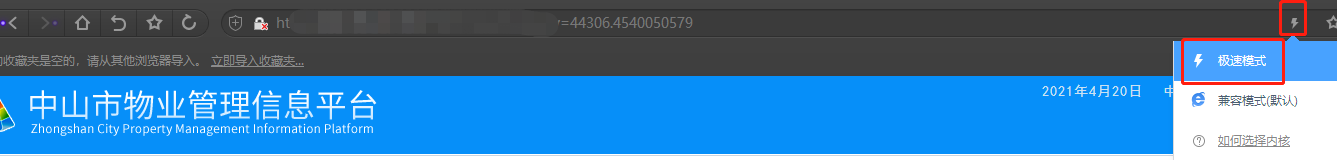 ht
=44306.4540050579
收藏夹是空的，请从其他浏览器导入。 立即导入收藏夹...
极速模式
中山市物业管理信息平台
Zhongshan City Property Management Information Platform
2021年4月20日
兼容模式(默认)
如何选择内核